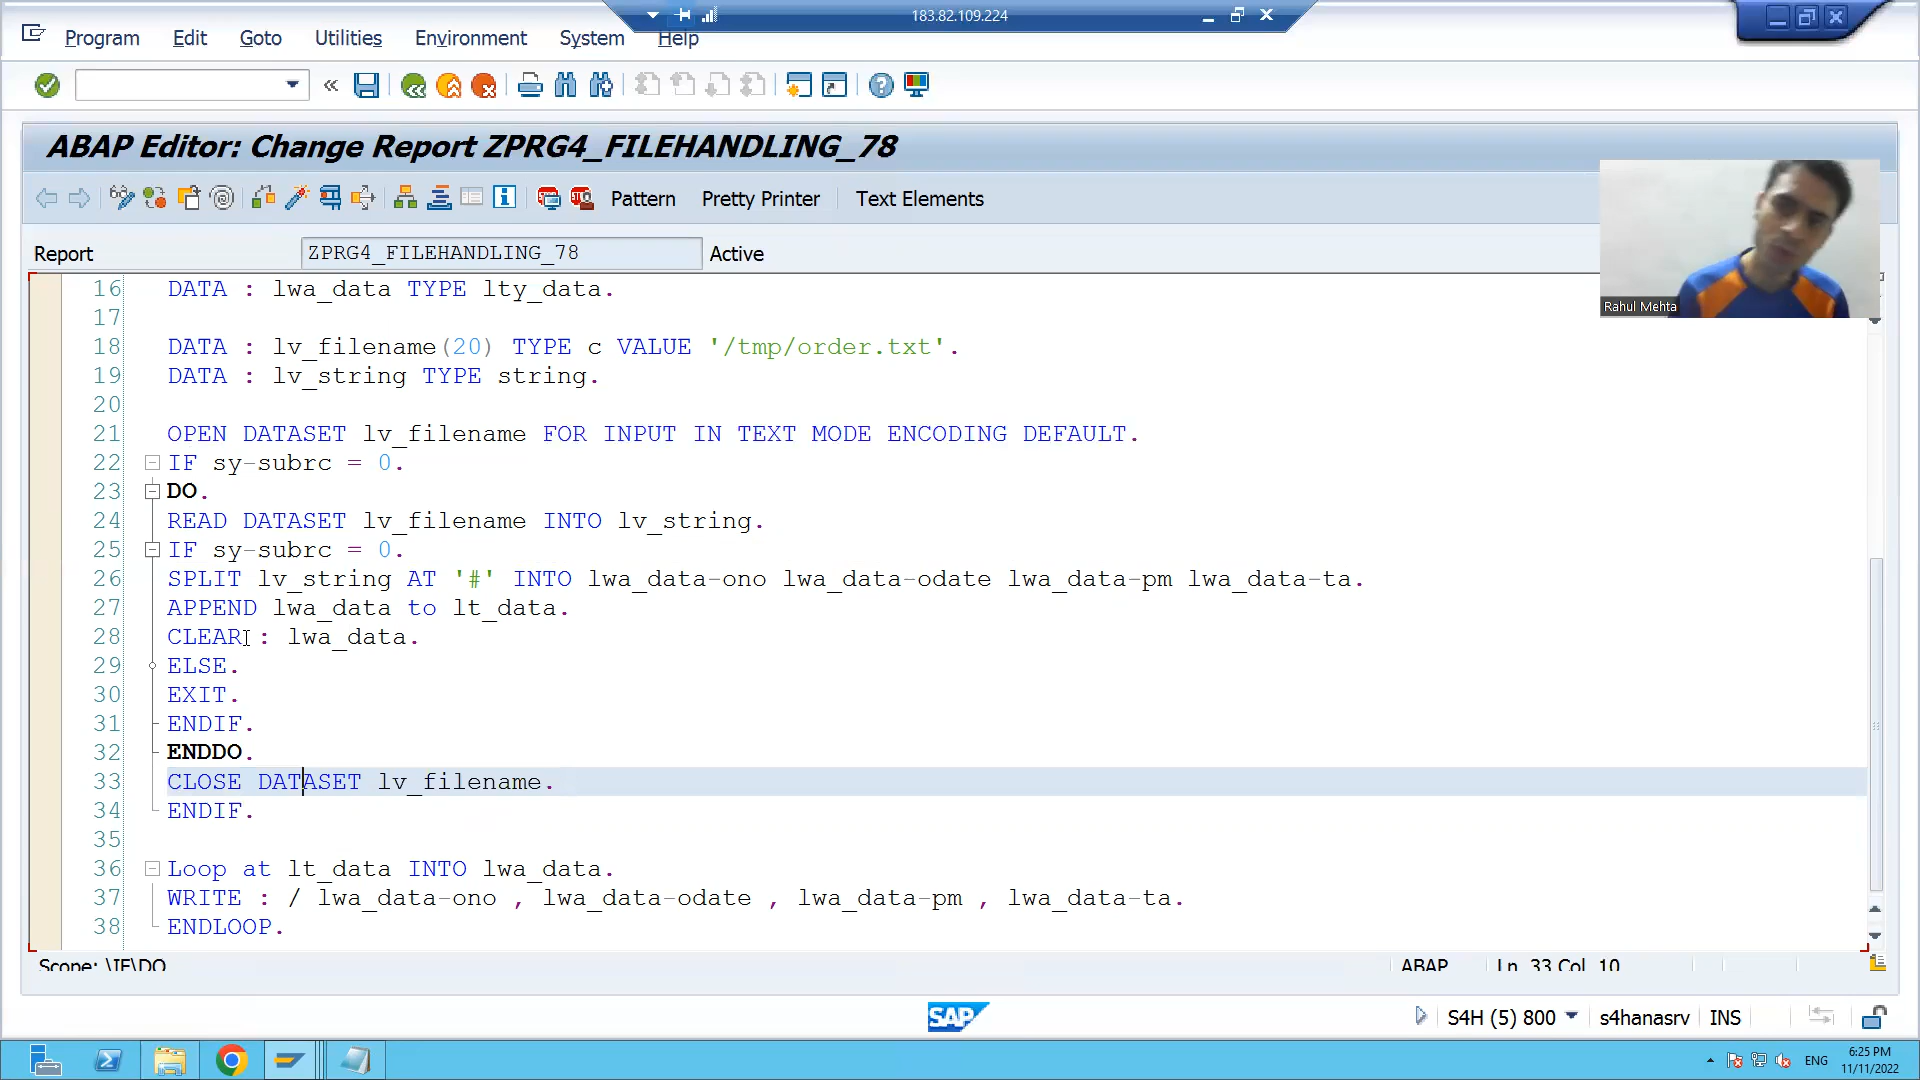 183.82.109.224
Program Edit Goto Utilities Environment System Help
ABAP Editor: Change Report ZPRG4_FILEHANDLING_78
Pattern Pretty Printer Text Elements
Report ZPRG4_FILEHANDLING_78 Active
Rahul Mehta
16 DATA : lwa_data TYPE lty_data.
17
18 DATA : lv_filename(20) TYPE c VALUE '/tmp/order.txt'.
19 DATA : lv_string TYPE string.
20
21 OPEN DATASET lv_filename FOR INPUT IN TEXT MODE ENCODING DEFAULT.
22 IF sy-subrc = 0.
23 DO.
24 READ DATASET lv_filename INTO lv_string.
25 IF sy-subrc = 0.
26 SPLIT lv_string AT '#' INTO lwa_data-ono lwa_data-odate lwa_data-pm lwa_data-ta.
27 APPEND lwa_data to lt_data.
28 CLEAR : lwa_data.
29 ELSE.
30 EXIT.
31 ENDIF.
32 ENDDO.
33 CLOSE DATASET lv_filename.
34 ENDIF.
35
36 Loop at lt_data INTO lwa_data.
37 WRITE : / lwa_data-ono , lwa_data-odate , lwa_data-pm , lwa_data-ta.
38 ENDLOOP.
Scope: \IF\DO ABAP Ln 33 Col 10
SAP S4H (5) 800 s4hanasrv INS
ENG 6:25 PM
11/11/2022